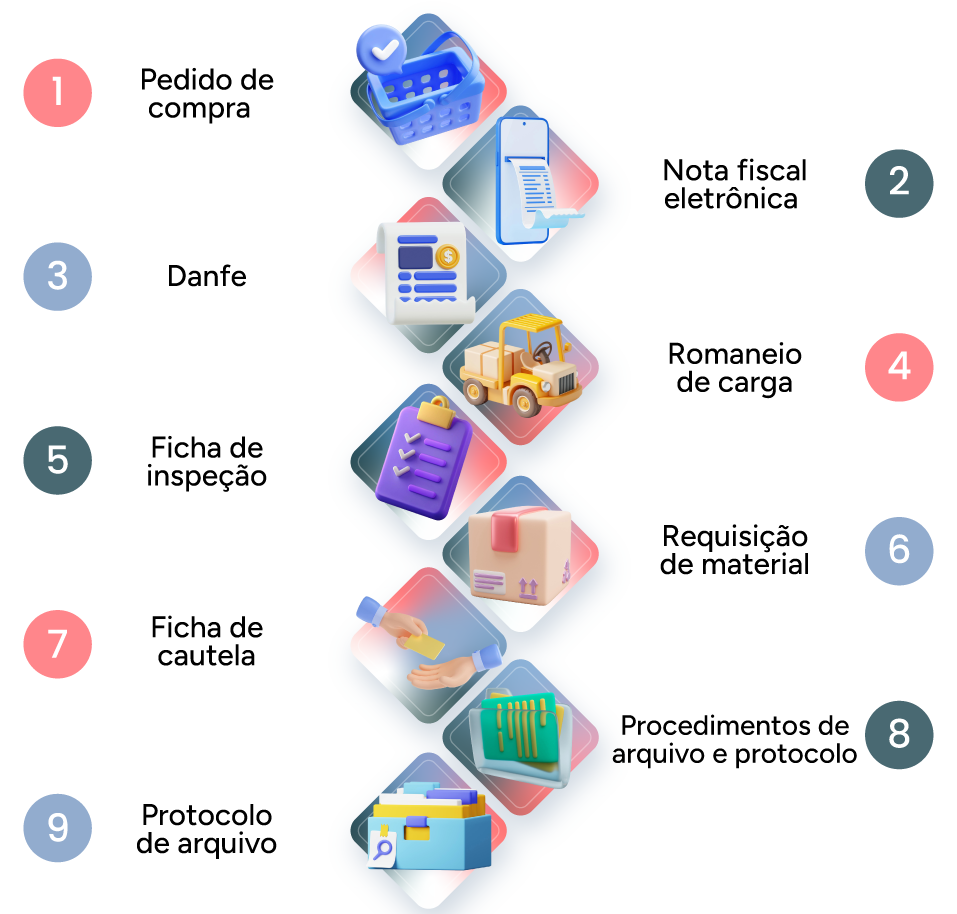 1
Pedido de
compra
Nota fiscal
eletrônica
2
3
Danfe
Romaneio
de carga
4
5
Ficha de
inspeção
Requisição
de material
6
7
Ficha de
cautela
Procedimentos de
arquivo e protocolo
8
9
Protocolo
de arquivo